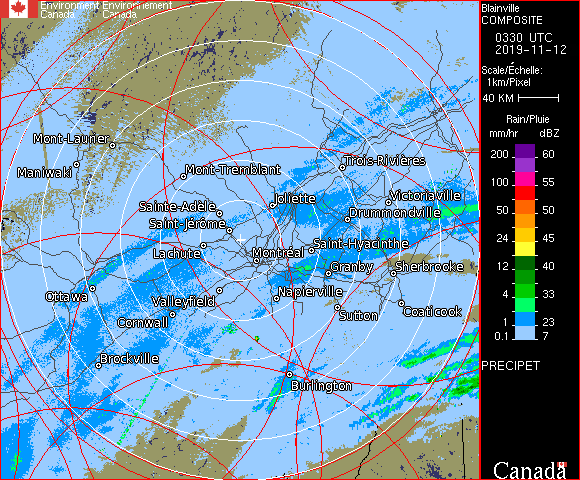 Environment Environnement
Canada Canada
Blainville
COMPOSITE
0330 UTC
2019-11-12
Scale/Échelle:
1km/Pixel
40 KM
Rain/Pluie
mm/hr dBZ
200 60
100 55
50 50
24 45
12 40
4 33
1 23
0.1 7
PRECIPET
Canada
Mont-Laurier
Maniwaki
Mont-Tremblant
Trois-Rivières
Sainte-Adèle
Joliette
Victoriaville
Saint-Jérôme
Drummondville
Lachute
Montréal
Saint-Hyacinthe
Granby
Sherbrooke
Ottawa
Valleyfield
Napierville
Cornwall
Sutton
Coaticook
Brockville
Burlington